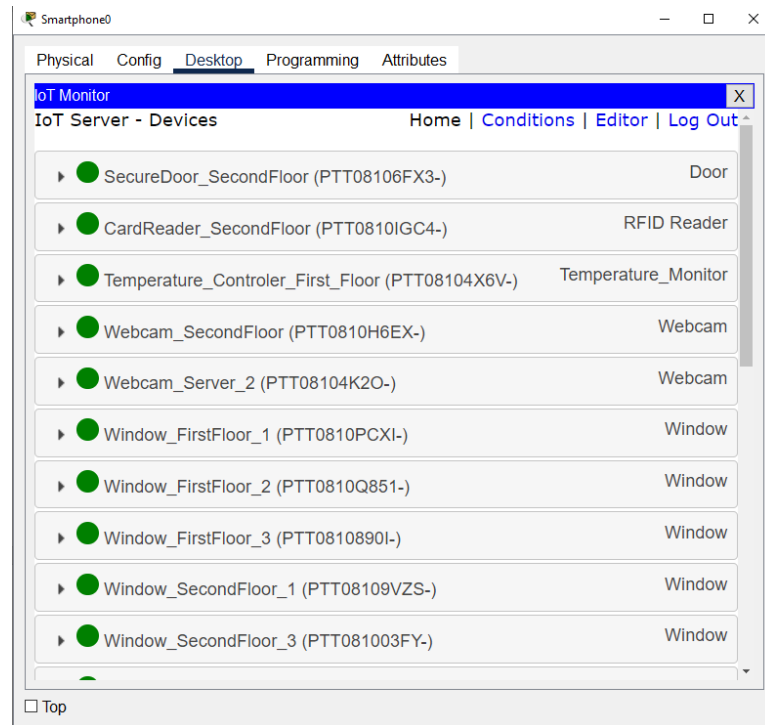 Smartphone0
Physical Config Desktop Programming Attributes
IoT Monitor X
IoT Server - Devices Home | Conditions | Editor | Log Out
SecureDoor_SecondFloor (PTT08106FX3-) Door
CardReader_SecondFloor (PTT0810IGC4-) RFID Reader
Temperature_Controler_First_Floor (PTT08104X6V-) Temperature_Monitor
Webcam_SecondFloor (PTT0810H6EX-) Webcam
Webcam_Server_2 (PTT08104K2O-) Webcam
Window_FirstFloor_1 (PTT0810PCXI-) Window
Window_FirstFloor_2 (PTT0810Q851-) Window
Window_FirstFloor_3 (PTT0810890I-) Window
Window_SecondFloor_1 (PTT08109VZS-) Window
Window_SecondFloor_3 (PTT081003FY-) Window
Top